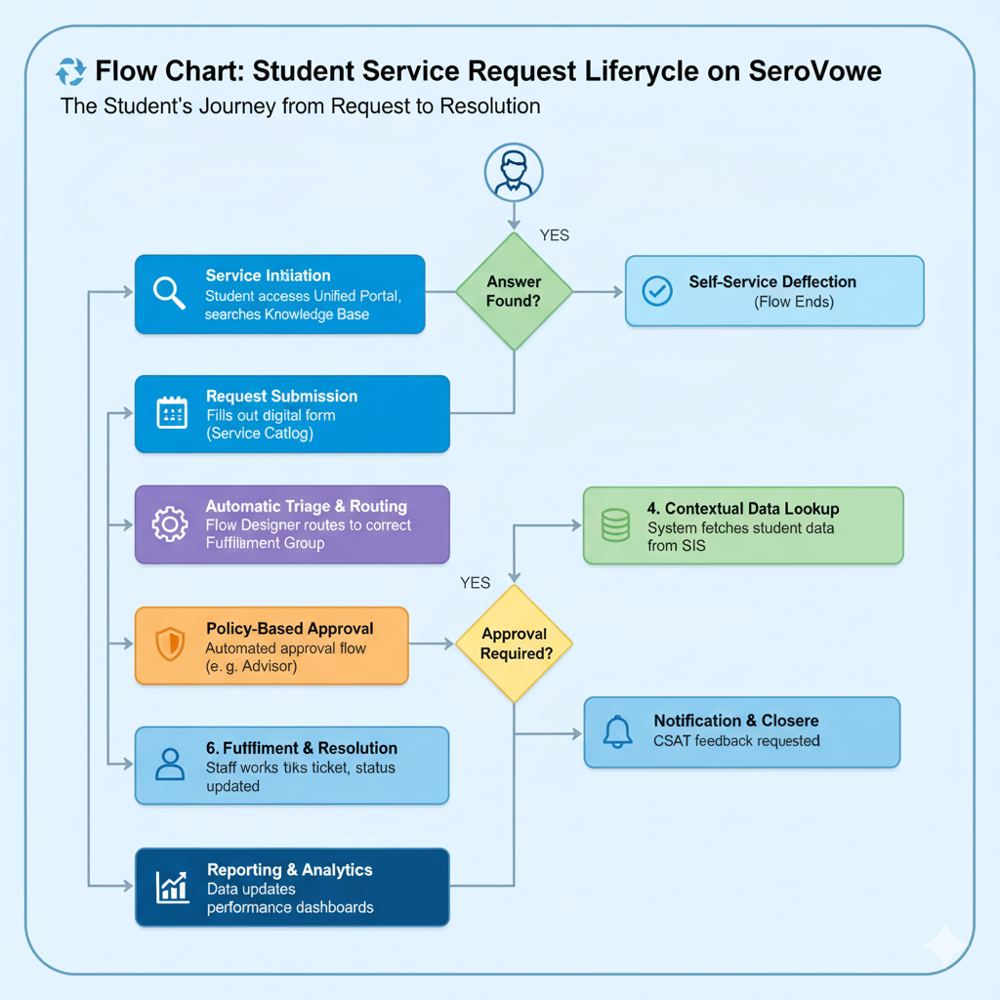 Flow Chart: Student Service Request Liferycle on SeroVowe
The Student's Journey from Request to Resolution
YES
Service Initiation
Student accesses Unified Portal,
searches Knowledge Base
Answer
Found?
Self-Service Deffection
(Flow Ends)
Request Submission
Fills out digital form
(Service Catlog)
Automatic Triage & Routing
Flow Designer routes to correct
Group
4. Contextual Data Lookup
System fetches student data
from SIS
YES
Policy-Based Approval
Automated approval flow
(e. g. Advisor)
Approval
Required?
6. Fulffiment & Resolution
Staff works ticket, status
updated
Notification & Closere
CSAT feedback requested
Reporting & Analytics
Data updates
performance dashboards